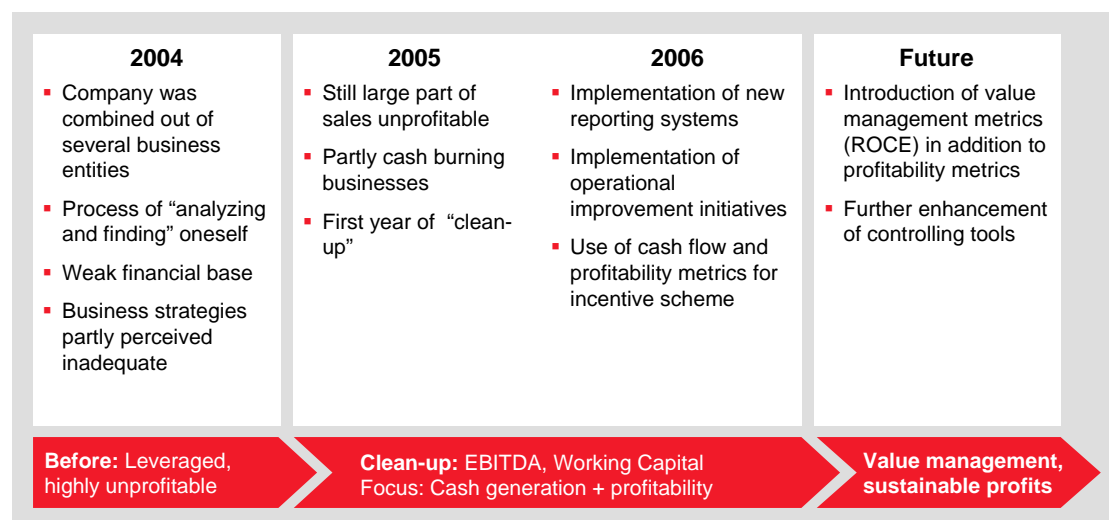 2004
▪ Company was
combined out of
several business
entities
▪ Process of “analyzing
and finding” oneself
▪ Weak financial base
▪ Business strategies
partly perceived
inadequate
2005
▪ Still large part of
sales unprofitable
▪ Partly cash burning
businesses
▪ First year of “clean-
up”
2006
▪ Implementation of new
reporting systems
▪ Implementation of
operational
improvement initiatives
▪ Use of cash flow and
profitability metrics for
incentive scheme
Future
▪ Introduction of value
management metrics
(ROCE) in addition to
profitability metrics
▪ Further enhancement
of controlling tools
Before: Leveraged,
highly unprofitable
Clean-up: EBITDA, Working Capital
Focus: Cash generation + profitability
Value management,
sustainable profits